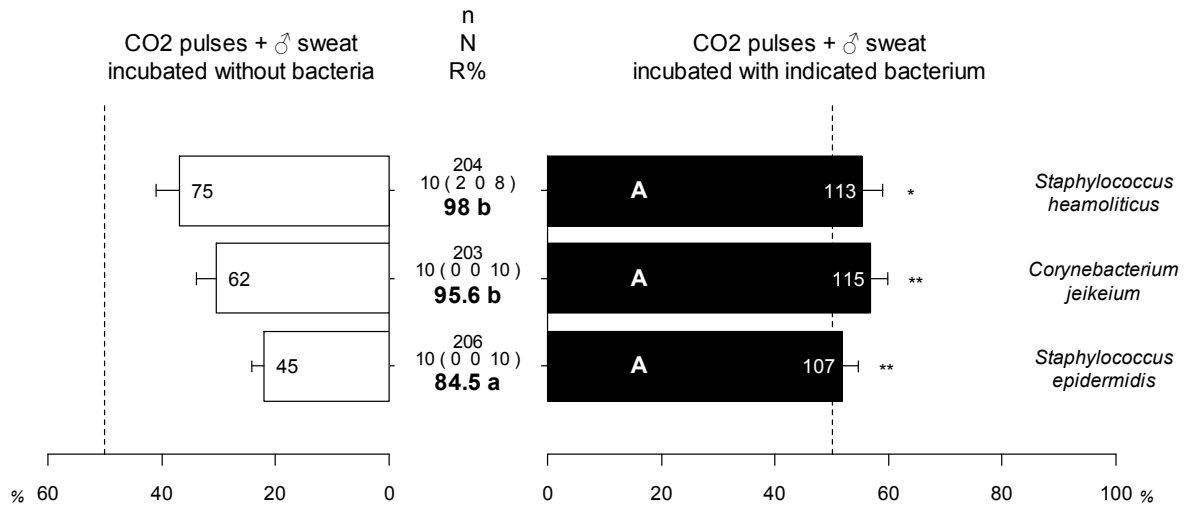 n
N
R%
CO2 pulses + ♂ sweat
incubated without bacteria
CO2 pulses + ♂ sweat
incubated with indicated bacterium
75
204
10 ( 2 0 8 )
98 b
A
113
*
Staphylococcus
heamoliticus
62
203
10 ( 0 0 10 )
95.6 b
A
115
**
Corynebacterium
jeikeium
45
206
10 ( 0 0 10 )
84.5 a
A
107
**
Staphylococcus
epidermidis
% 60 40 20 0
0 20 40 60 80 100 %